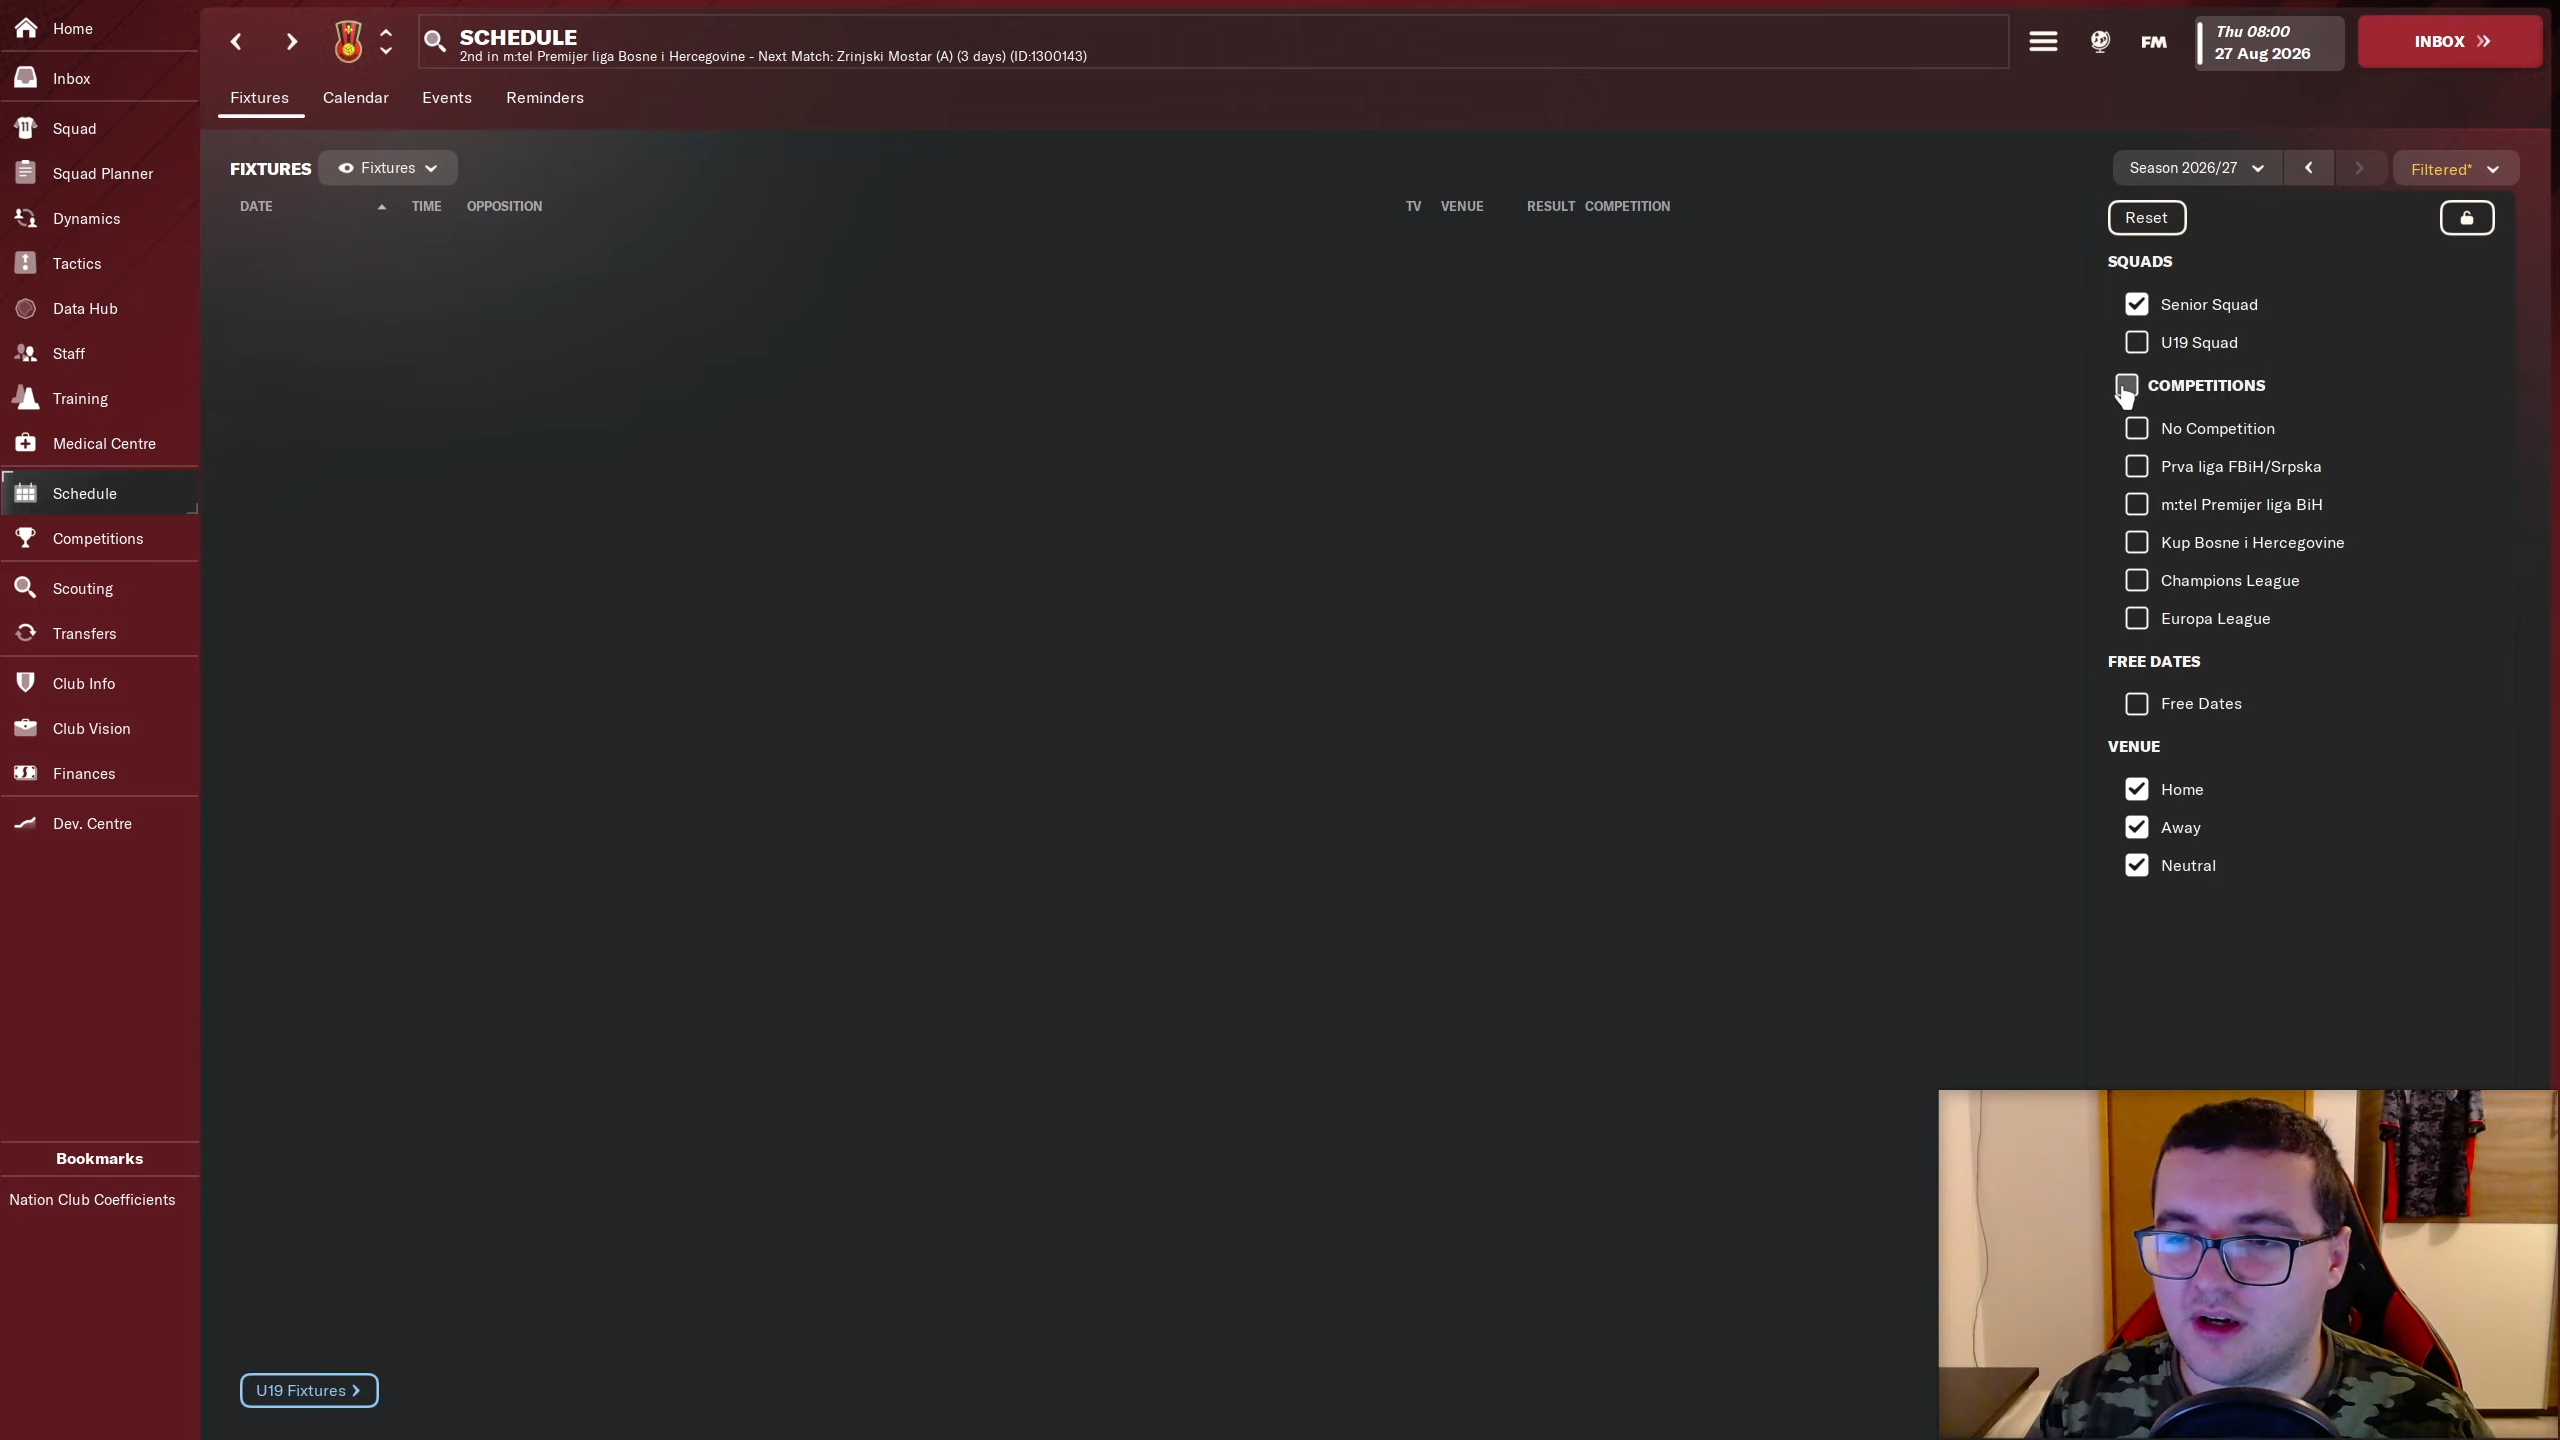 Home
Inbox
Squad
Squad Planner
Dynamics
Tactics
Data Hub
Staff
Training
Medical Centre
Schedule
Competitions
Scouting
Transfers
Club Info
Club Vision
Finances
Dev. Centre
Bookmarks
Nation Club Coefficients
SCHEDULE
2nd in m:tel Premijer liga Bosne i Hercegovine - Next Match: Zrinjski Mostar (A) (3 days) (ID:1300143)
FM
Thu 08:00
27 Aug 2026
INBOX
Fixtures Calendar Events Reminders
FIXTURES Fixtures
Season 2026/27 Filtered*
DATE TIME OPPOSITION TV VENUE RESULT COMPETITION
Reset
SQUADS
Senior Squad
U19 Squad
COMPETITIONS
No Competition
Prva liga FBiH/Srpska
m:tel Premijer liga BiH
Kup Bosne i Hercegovine
Champions League
Europa League
FREE DATES
Free Dates
VENUE
Home
Away
Neutral
U19 Fixtures